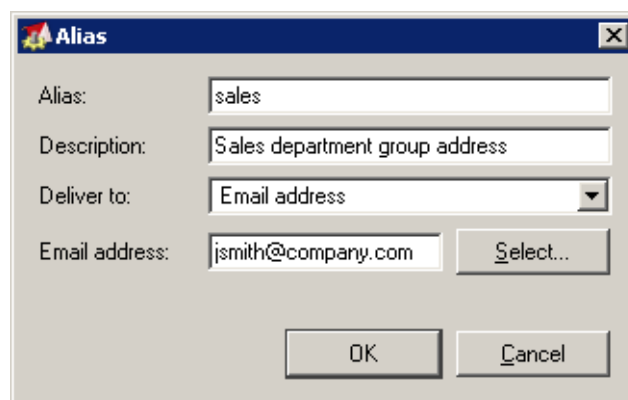 Alias
Alias: sales
Description: Sales department group address
Deliver to: Email address
Email address: jsmith@company.com Select...
OK Cancel